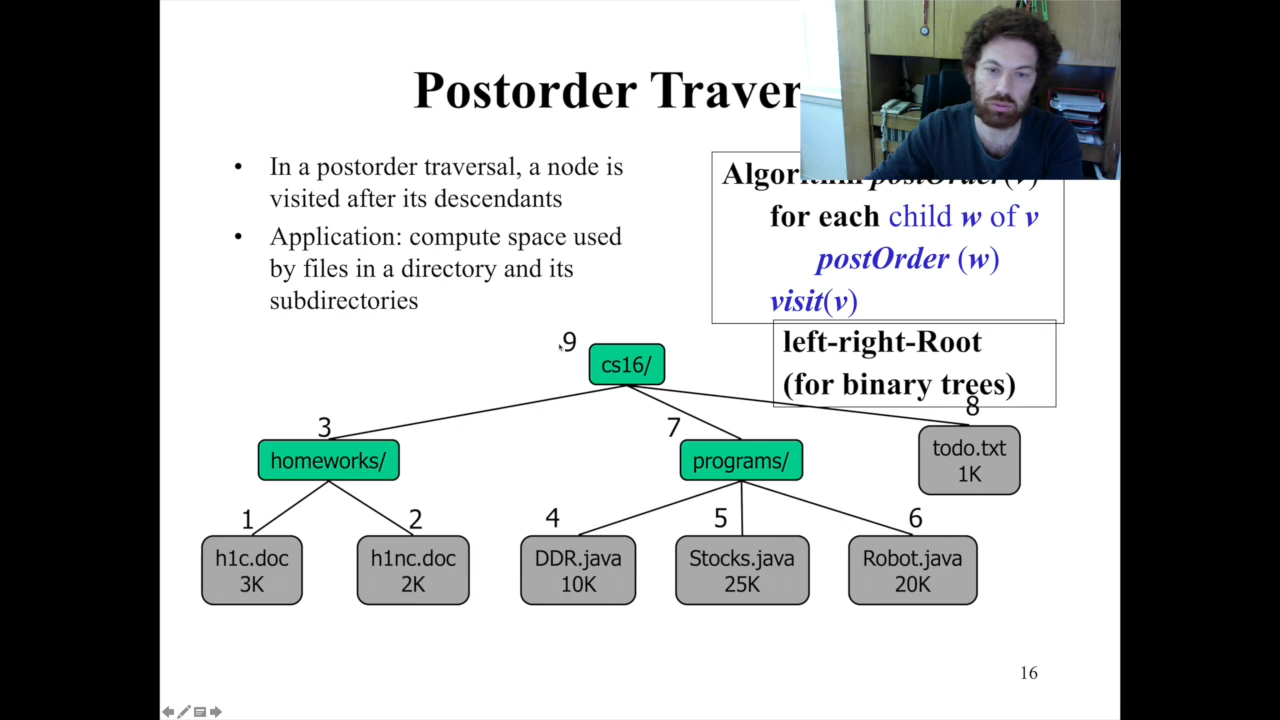 Postorder
• In a postorder traversal, a node is
visited after its descendants
• Application: compute space used
by files in a directory and its
subdirectories
Algorithm postOrder(v)
for each child w of v
postOrder (w)
visit(v)
left-right-Root
(for binary trees)
9
cs16/
3
homeworks/
7
programs/
8
todo.txt
1K
1
h1c.doc
3K
2
h1nc.doc
2K
4
DDR.java
10K
5
Stocks.java
25K
6
Robot.java
20K
16